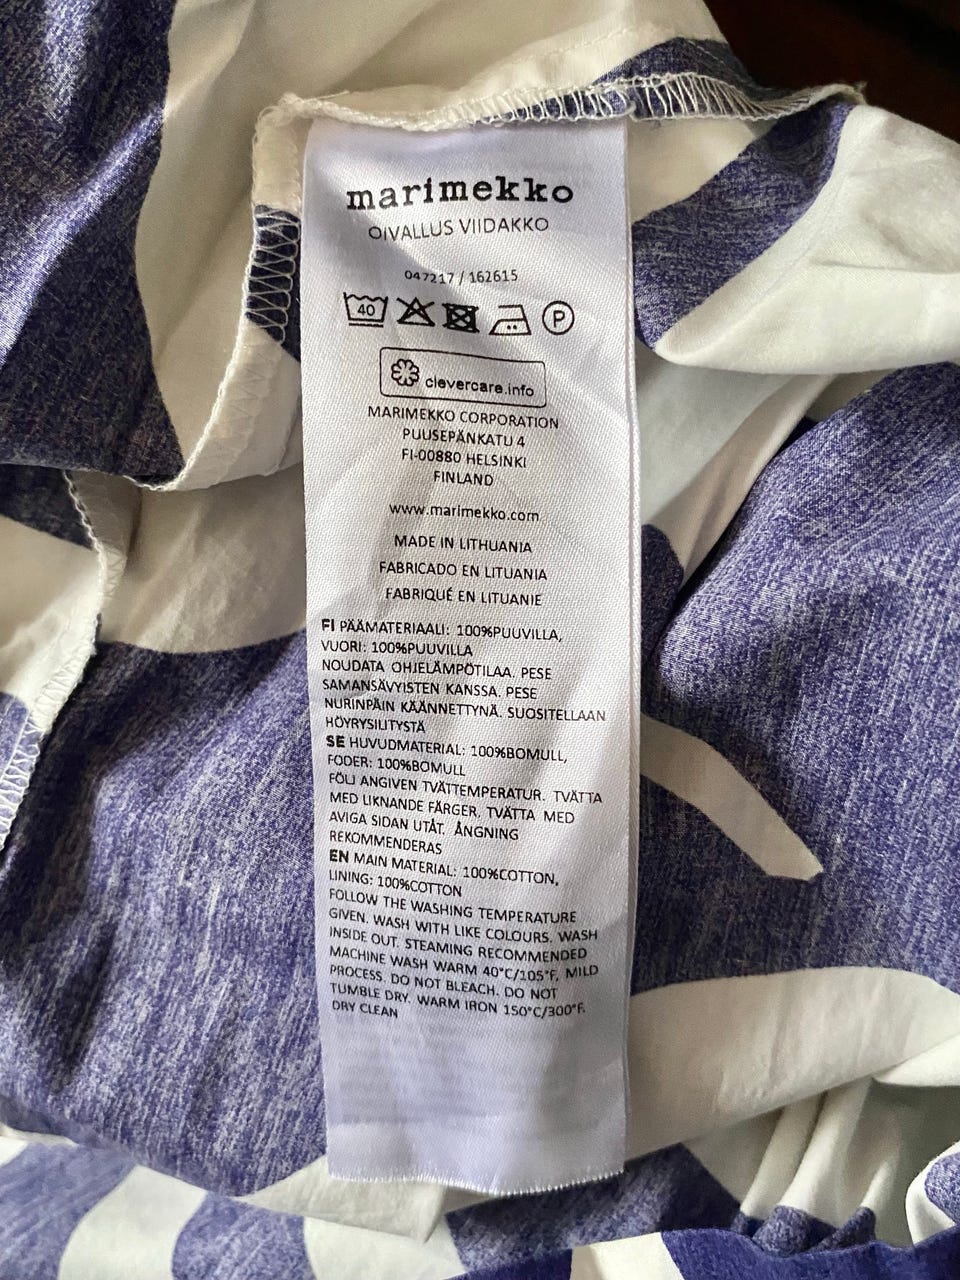 marimekko
OIVALLUS VIIDAKKO
047217 / 162615
40 P
clevercare.info
MARIMEKKO CORPORATION
PUUSEPÄNKATU 4
FI-00880 HELSINKI
FINLAND
www.marimekko.com
MADE IN LITHUANIA
FABRICADO EN LITUANIA
FABRIQUÉ EN LITUANIE
FI PÄÄMATERIAALI: 100%PUUVILLA,
VUORI: 100%PUUVILLA
NOUDATA OHJELÄMPÖTILAA. PESE
SAMANSÄVYISTEN KANSSA. PESE
NURINPÄIN KÄÄNNETTYNÄ. SUOSITELLAAN
HÖYRYSILITYSTÄ
SE HUVUDMATERIAL: 100%BOMULL,
FODER: 100%BOMULL
FÖLJ ANGIVEN TVÄTTEMPERATUR. TVÄTTA
MED LIKNANDE FÄRGER. TVÄTTA MED
AVIGA SIDAN UTÅT. ÅNGNING
REKOMMENDERAS
EN MAIN MATERIAL: 100%COTTON,
LINING: 100%COTTON
FOLLOW THE WASHING TEMPERATURE
GIVEN. WASH WITH LIKE COLOURS. WASH
INSIDE OUT. STEAMING RECOMMENDED
MACHINE WASH WARM 40°C/105°F, MILD
PROCESS. DO NOT BLEACH. DO NOT
TUMBLE DRY. WARM IRON 150°C/300°F.
DRY CLEAN